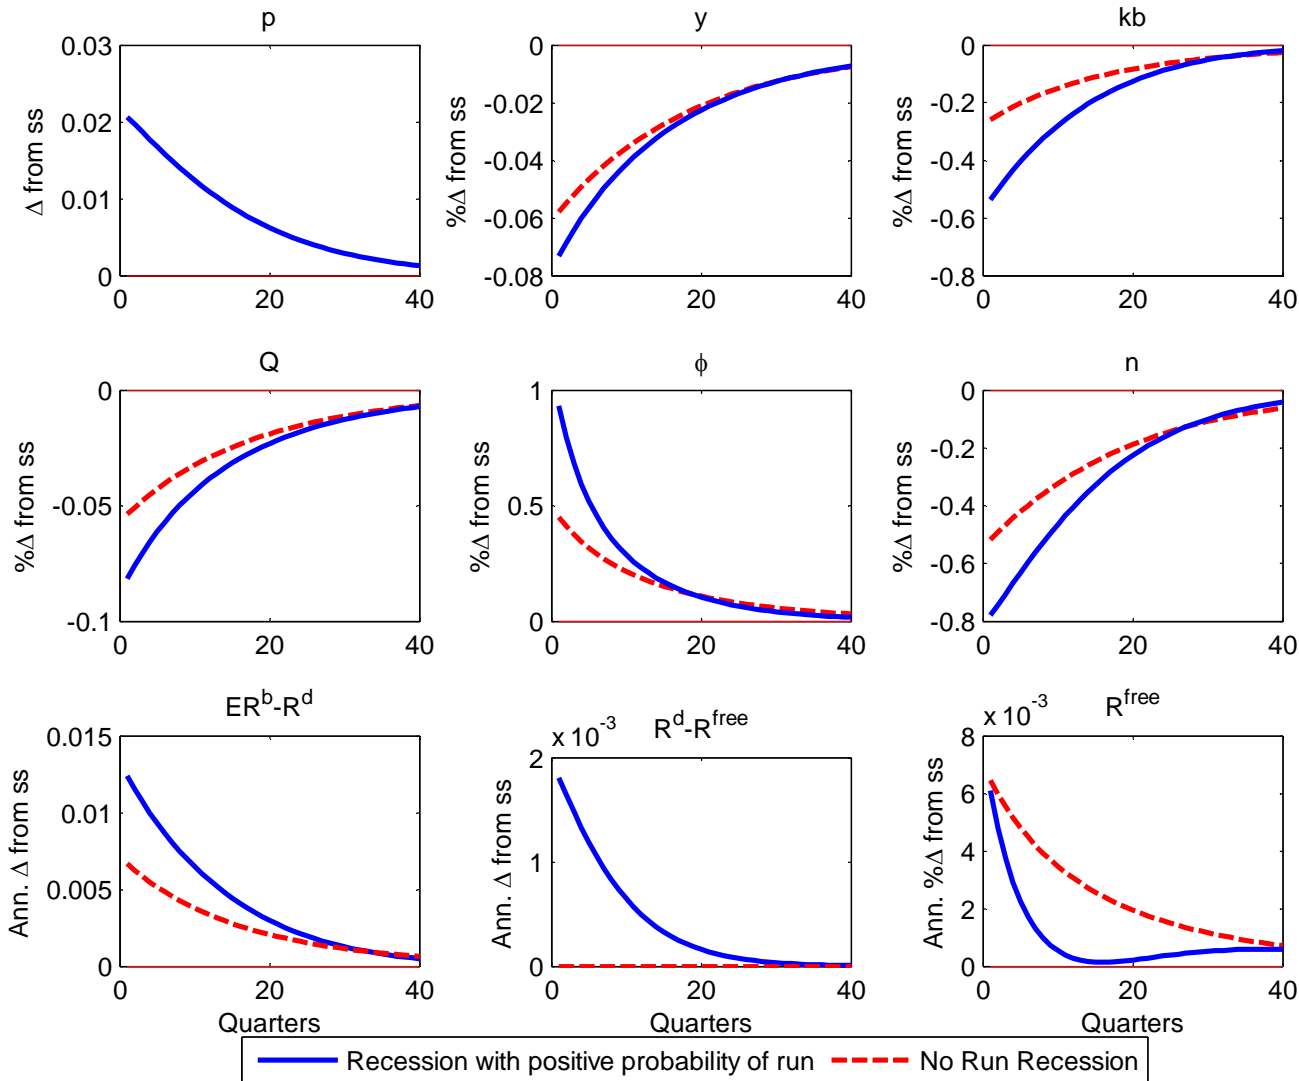 p
y
kb
0.03
0.02
0.01
0
Δ from ss
0
20
40
0
-0.02
-0.04
-0.06
-0.08
%Δ from ss
0
20
40
0
-0.2
-0.4
-0.6
-0.8
%Δ from ss
0
20
40
Q
ϕ
n
0
-0.05
-0.1
%Δ from ss
0
20
40
1
0.5
0
%Δ from ss
0
20
40
0
-0.2
-0.4
-0.6
-0.8
%Δ from ss
0
20
40
ER^b-R^d
R^d-R^free
R^free
0.015
0.01
0.005
0
Ann. Δ from ss
0
20
40
Quarters
x 10^-3
2
1
0
Ann. Δ from ss
0
20
40
x 10^-3
8
6
4
2
0
Ann. %Δ from ss
0
20
40
Quarters
Recession with positive probability of run
No Run Recession